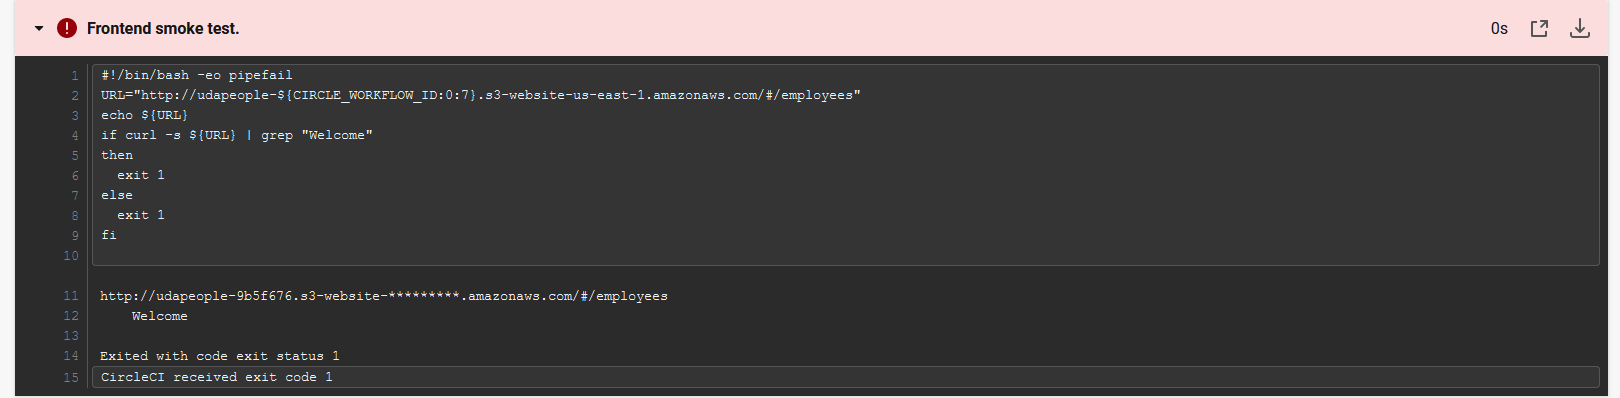 Frontend smoke test.
0s
1 #!/bin/bash -eo pipefail
2 URL="http://udapeople-${CIRCLE_WORKFLOW_ID:0:7}.s3-website-us-east-1.amazonaws.com/#/employees"
3 echo ${URL}
4 if curl -s ${URL} | grep "Welcome"
5 then
6   exit 1
7 else
8   exit 1
9 fi
10
11 http://udapeople-9b5f676.s3-website-*********.amazonaws.com/#/employees
12     Welcome
13
14 Exited with code exit status 1
15 CircleCI received exit code 1